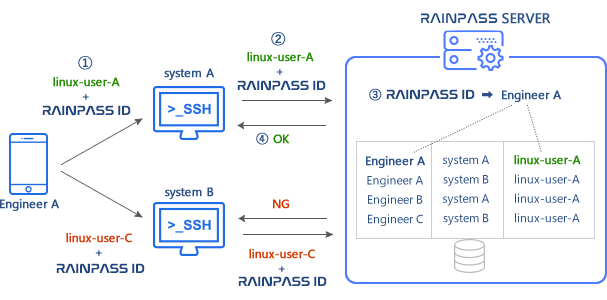 RAINPASS SERVER
①
linux-user-A
+
RAINPASS ID
system A
>_SSH
②
linux-user-A
+
RAINPASS ID
④ OK
③ RAINPASS ID ➡ Engineer A
Engineer A system A linux-user-A
Engineer A system B linux-user-A
Engineer B system A linux-user-A
Engineer C system B linux-user-A
Engineer A
system B
>_SSH
NG
linux-user-C
+
RAINPASS ID
linux-user-C
+
RAINPASS ID